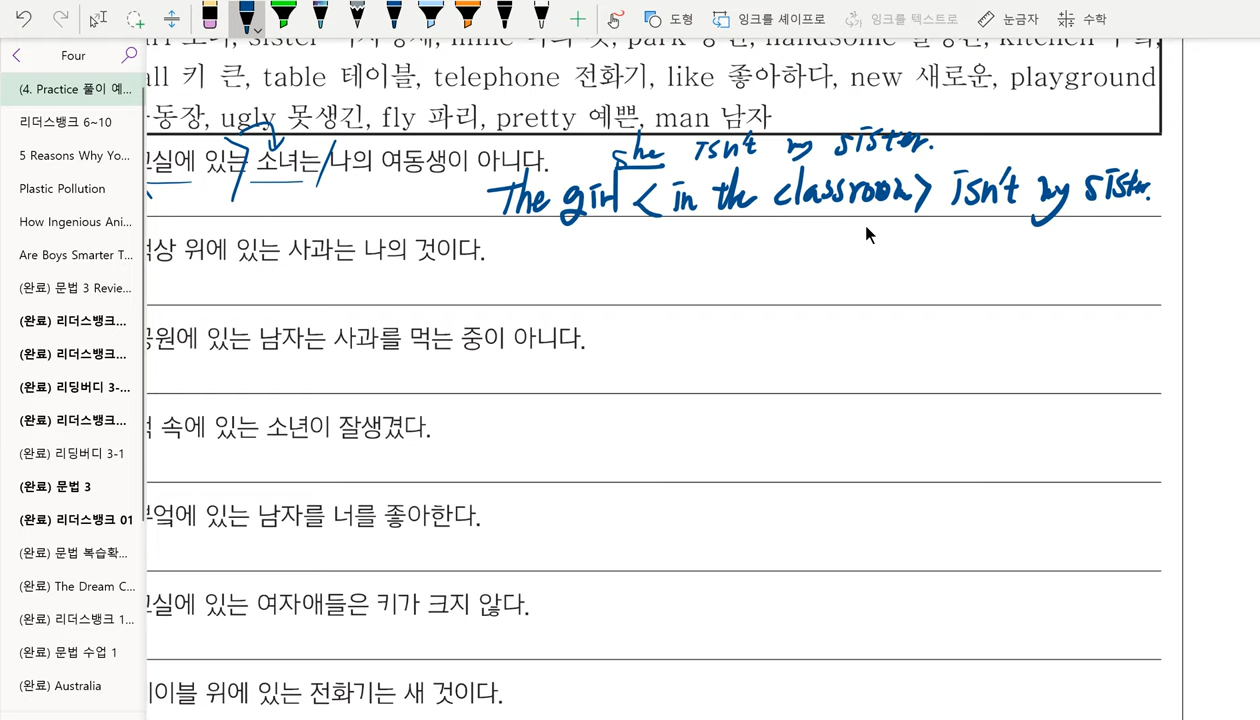 도형 잉크를 셰이프로 잉크를 텍스트로 눈금자 수학
Four
(4. Practice 풀이 예...
리더스뱅크 6~10
5 Reasons Why Yo...
Plastic Pollution
How Ingenious Ani...
Are Boys Smarter T...
(완료) 문법 3 Revie...
(완료) 리더스뱅크...
(완료) 리더스뱅크...
(완료) 리딩버디 3-...
(완료) 리더스뱅크...
(완료) 리딩버디 3-1
(완료) 문법 3
(완료) 리더스뱅크 01
(완료) 문법 복습확...
(완료) The Dream C...
(완료) 리더스뱅크 1...
(완료) 문법 수업 1
(완료) Australia
sister mine park 공원, handsome 잘생긴, kitchen
키 큰, table 테이블, telephone 전화기, like 좋아하다, new 새로운, playground
동장, ugly 못생긴, fly 파리, pretty 예쁜, man 남자
She isn't my sister.
있는 소녀는 나의 여동생이 아니다.
The girl < in the classroom > isn't my sister.
위에 있는 사과는 나의 것이다.
있는 남자는 사과를 먹는 중이 아니다.
속에 있는 소년이 잘생겼다.
있는 남자를 너를 좋아한다.
있는 여자애들은 키가 크지 않다.
위에 있는 전화기는 새 것이다.